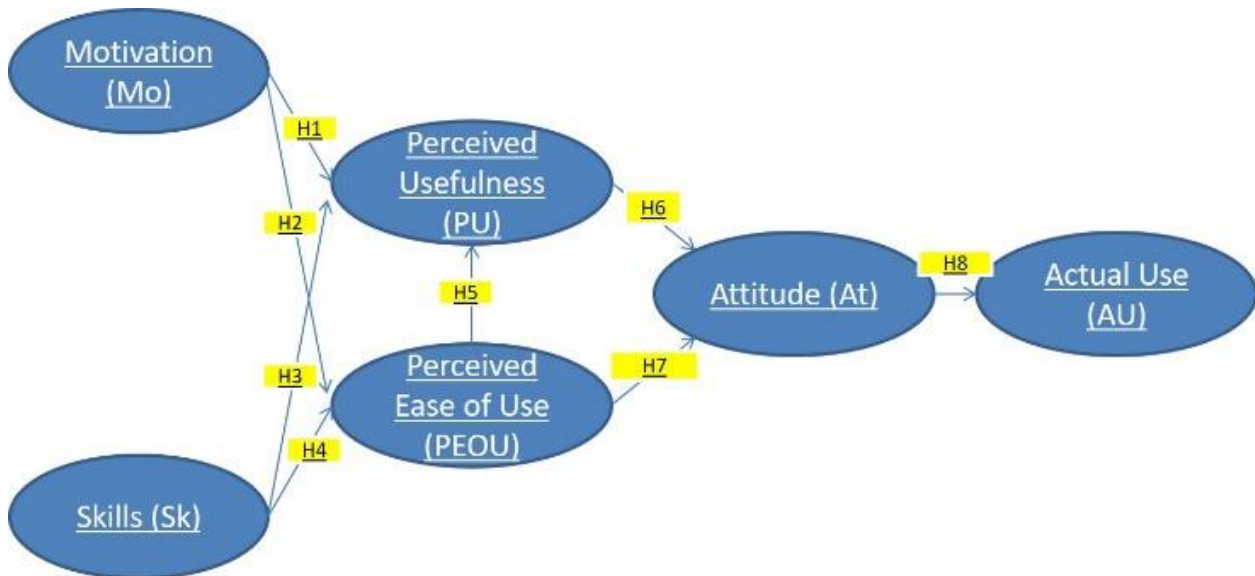 Motivation
(Mo)
H1
Perceived
Usefulness
(PU)
H2
H6
H5
Attitude (At)
H8
Actual Use
(AU)
H3
Perceived
Ease of Use
(PEOU)
H7
H4
Skills (Sk)